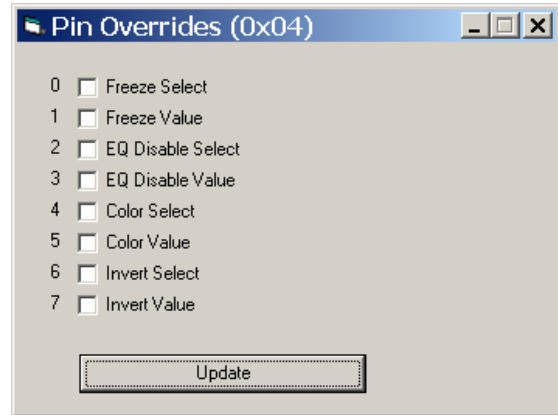 Pin Overrides (0x04)
0 Freeze Select
1 Freeze Value
2 EQ Disable Select
3 EQ Disable Value
4 Color Select
5 Color Value
6 Invert Select
7 Invert Value
Update